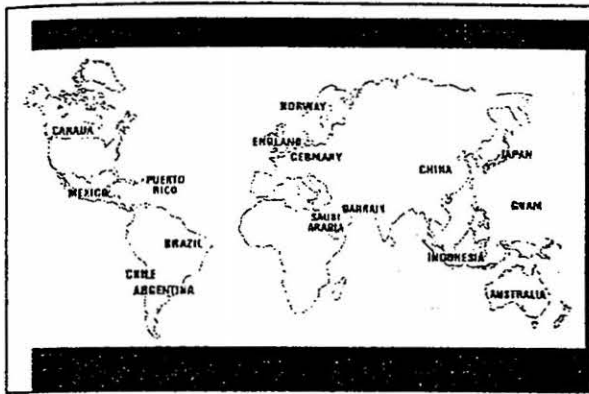 NORWAY
CANADA
ENGLAND
GERMANY
CHINA
JAPAN
MEXICO
PUERTO
RICO
BAHRAIN
GUAM
SAUDI
ARABIA
BRAZIL
INDONESIA
CHILE
ARGENTINA
AUSTRALIA